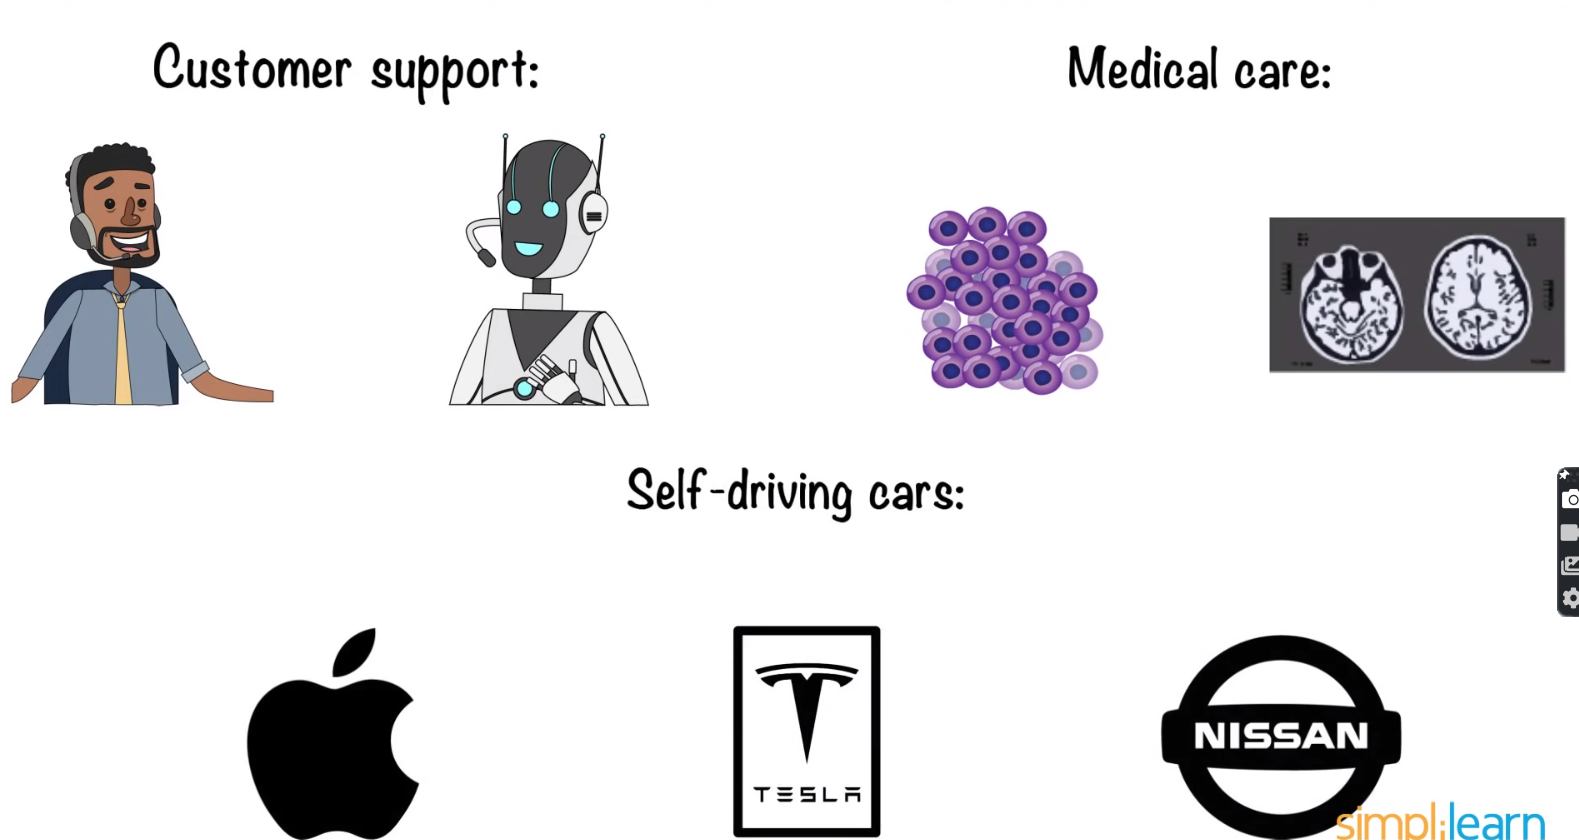 Customer support:
Medical care:
Self-driving cars:
TESLA
NISSAN
simplilearn